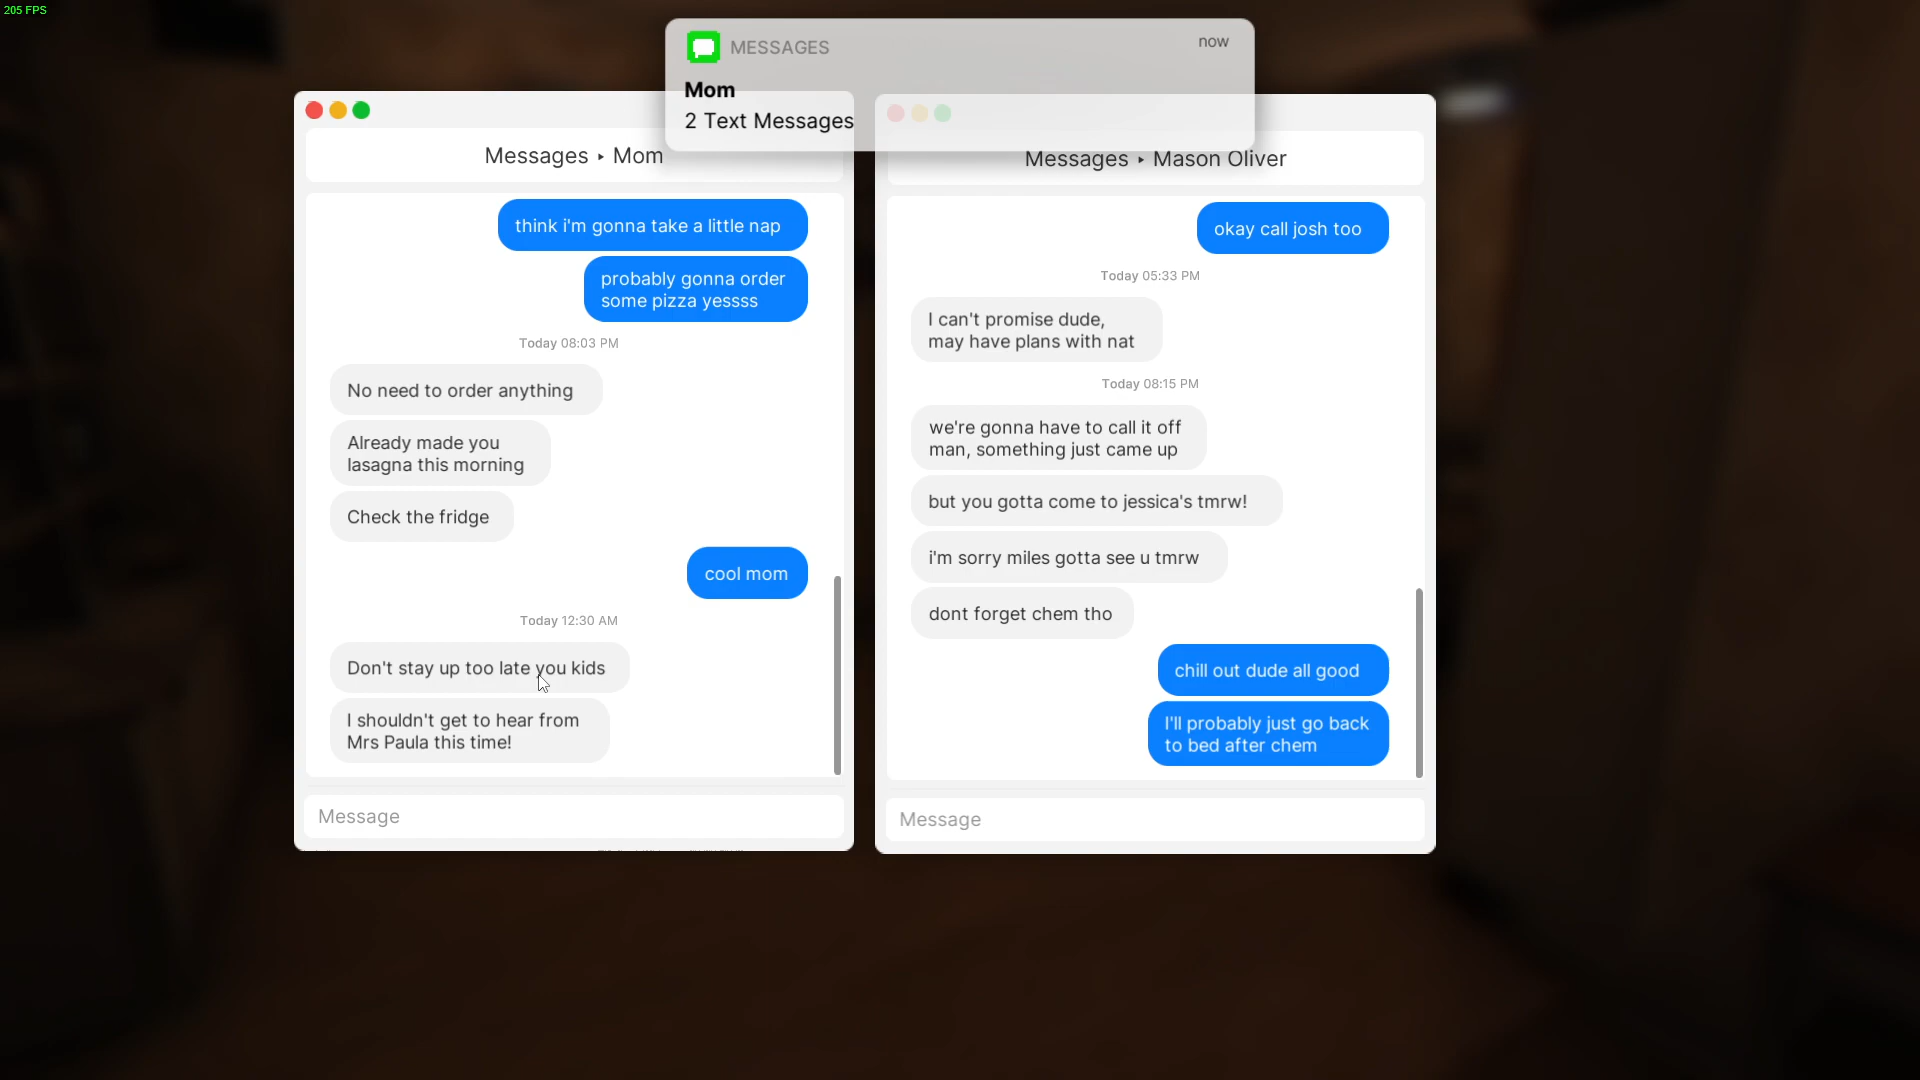 205 FPS
MESSAGES
now
Mom
2 Text Messages
Messages ‣ Mom
think i'm gonna take a little nap
probably gonna order
some pizza yessss
Today 08:03 PM
No need to order anything
Already made you
lasagna this morning
Check the fridge
cool mom
Today 12:30 AM
Don't stay up too late you kids
I shouldn't get to hear from
Mrs Paula this time!
Message
Messages ‣ Mason Oliver
okay call josh too
Today 05:33 PM
I can't promise dude,
may have plans with nat
Today 08:15 PM
we're gonna have to call it off
man, something just came up
but you gotta come to jessica's tmrw!
i'm sorry miles gotta see u tmrw
dont forget chem tho
chill out dude all good
I'll probably just go back
to bed after chem
Message